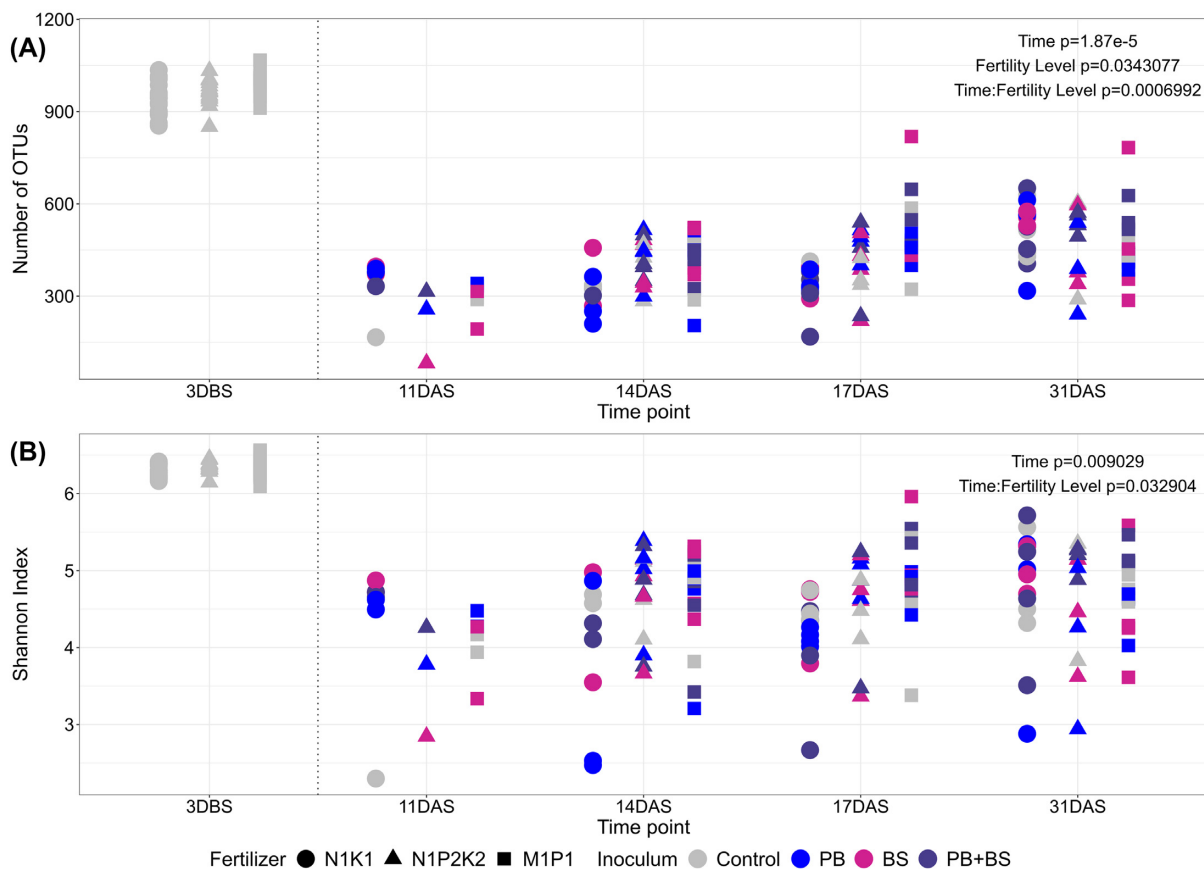 (A)
1200
900
600
300
Number of OTUs
Time p=1.87e-5
Fertility Level p=0.0343077
Time:Fertility Level p=0.0006992
3DBS 11DAS 14DAS 17DAS 31DAS
Time point
(B)
6
5
4
3
Shannon Index
Time p=0.009029
Time:Fertility Level p=0.032904
3DBS 11DAS 14DAS 17DAS 31DAS
Time point
Fertilizer N1K1 N1P2K2 M1P1 Inoculum Control PB BS PB+BS